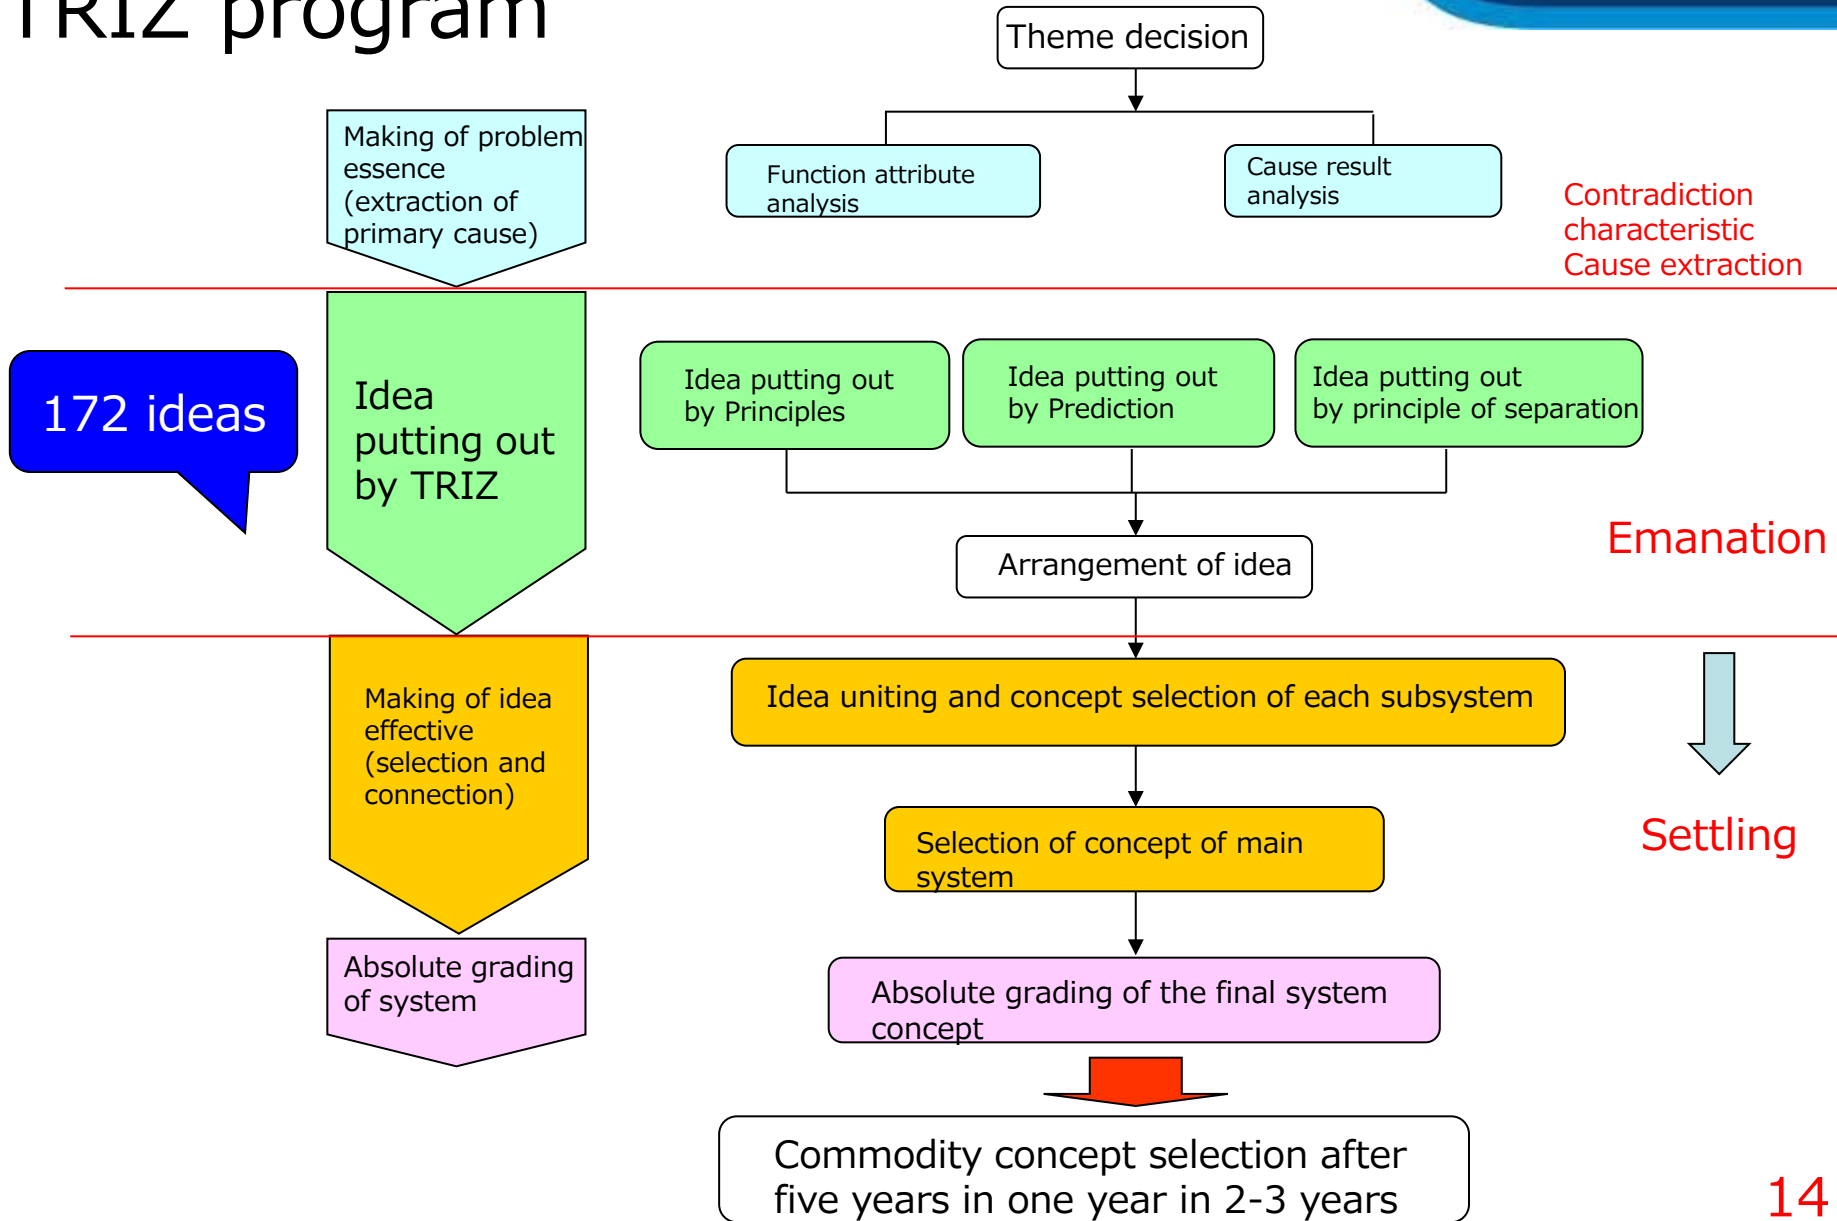 TRIZ program
Theme decision
Making of problem
essence
(extraction of
primary cause)
Function attribute
analysis
Cause result
analysis
Contradiction
characteristic
Cause extraction
172 ideas
Idea
putting out
by TRIZ
Idea putting out
by Principles
Idea putting out
by Prediction
Idea putting out
by principle of separation
Emanation
Arrangement of idea
Making of idea
effective
(selection and
connection)
Idea uniting and concept selection of each subsystem
Selection of concept of main
system
Settling
Absolute grading
of system
Absolute grading of the final system
concept
Commodity concept selection after
five years in one year in 2-3 years
14